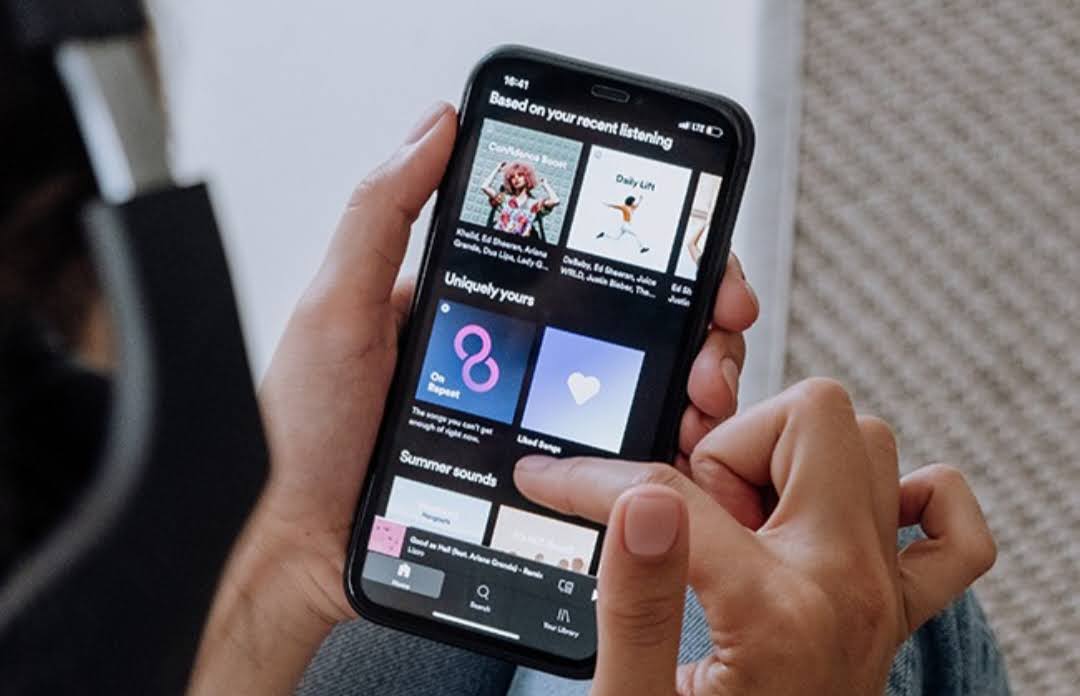 16:41
LTE
Based on your recent listening
Confidence Boost
Daily Lift
Khalid, Ed Sheeran, Ariana
Grande, Dua Lipa, Lady G...
DaBaby, Ed Sheeran, Juice
WRLD, Justin Bieber, The...
Ed Sh
Justin
Uniquely yours
On
Repeat
The songs you can't get
enough of right now.
Liked Songs
Summer sounds
Hangouts
Good as Hell (feat. Ariana Grande) - Remix
Lizzo
Home
Search
Your Library